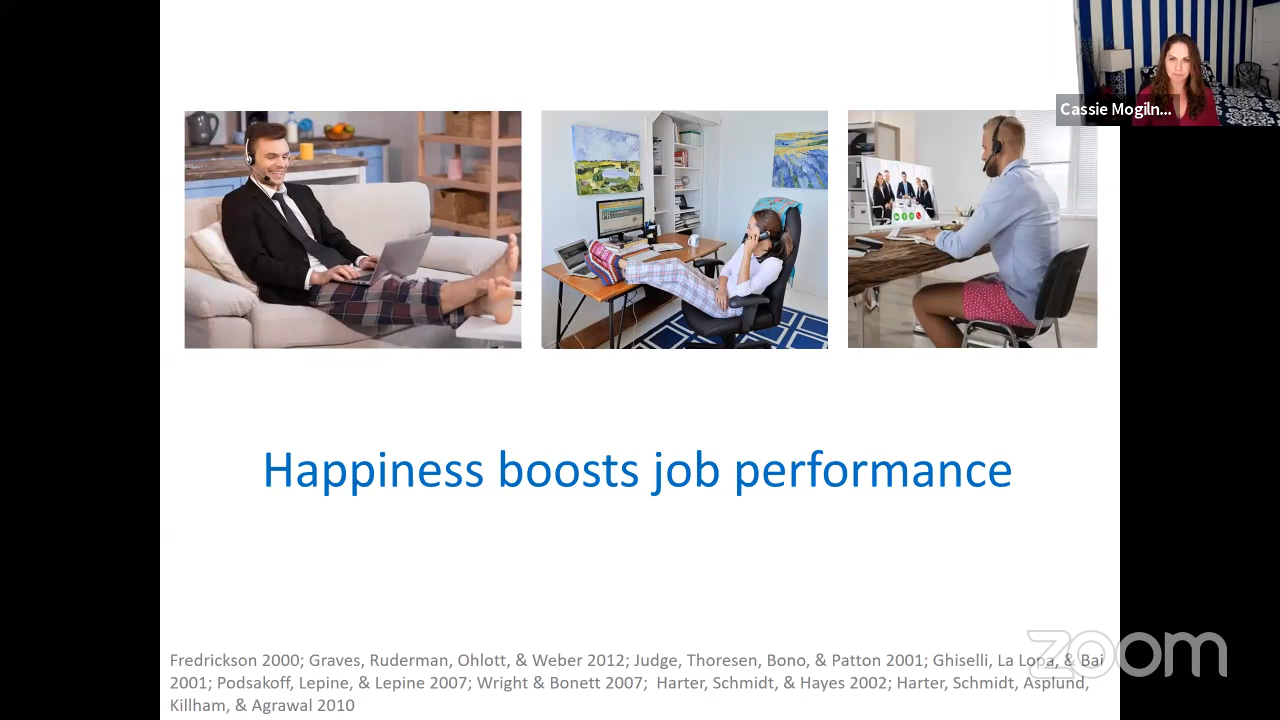 Cassie Mogiln...
Happiness boosts job performance
Fredrickson 2000; Graves, Ruderman, Ohlott, & Weber 2012; Judge, Thoresen, Bono, & Patton 2001; Ghiselli, La Lopa, & Bai
2001; Podsakoff, Lepine, & Lepine 2007; Wright & Bonett 2007; Harter, Schmidt, & Hayes 2002; Harter, Schmidt, Asplund,
Killham, & Agrawal 2010
zoom